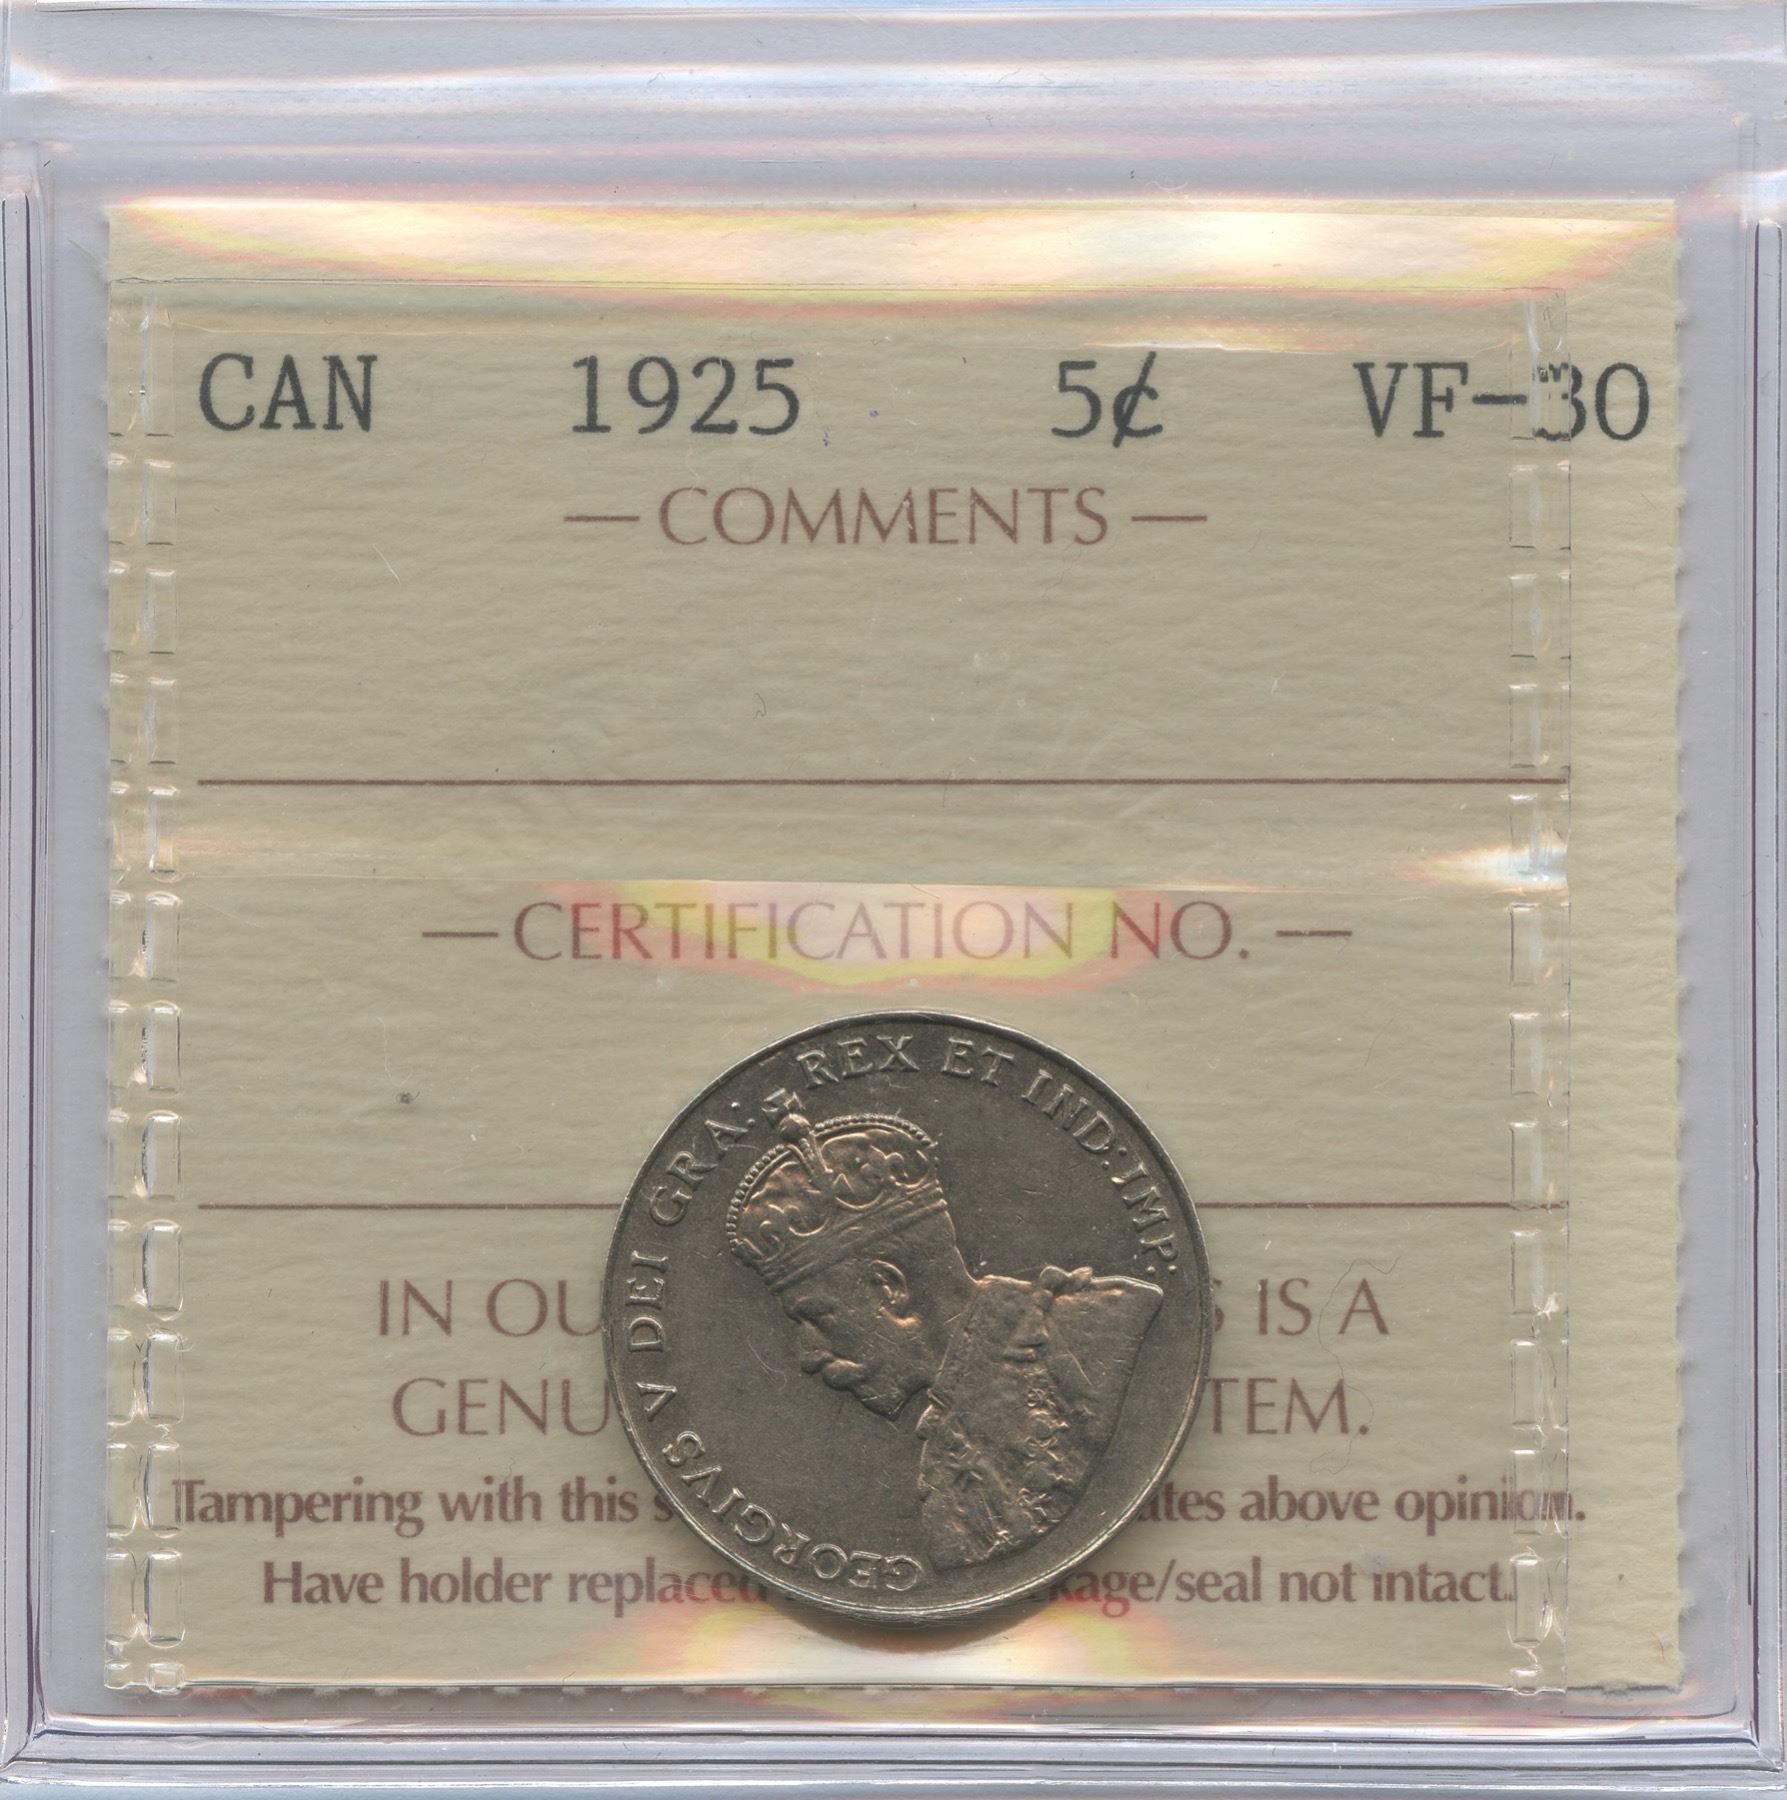 CAN 1925 5¢ VF-30
— COMMENTS —
— CERTIFICATION NO. —
IN OU IS A
GENU TEM.
Tampering with this s ates above opinion.
Have holder replaced kage/seal not intact.
GEORGIVS V DEI GRA: REX ET IND: IMP: